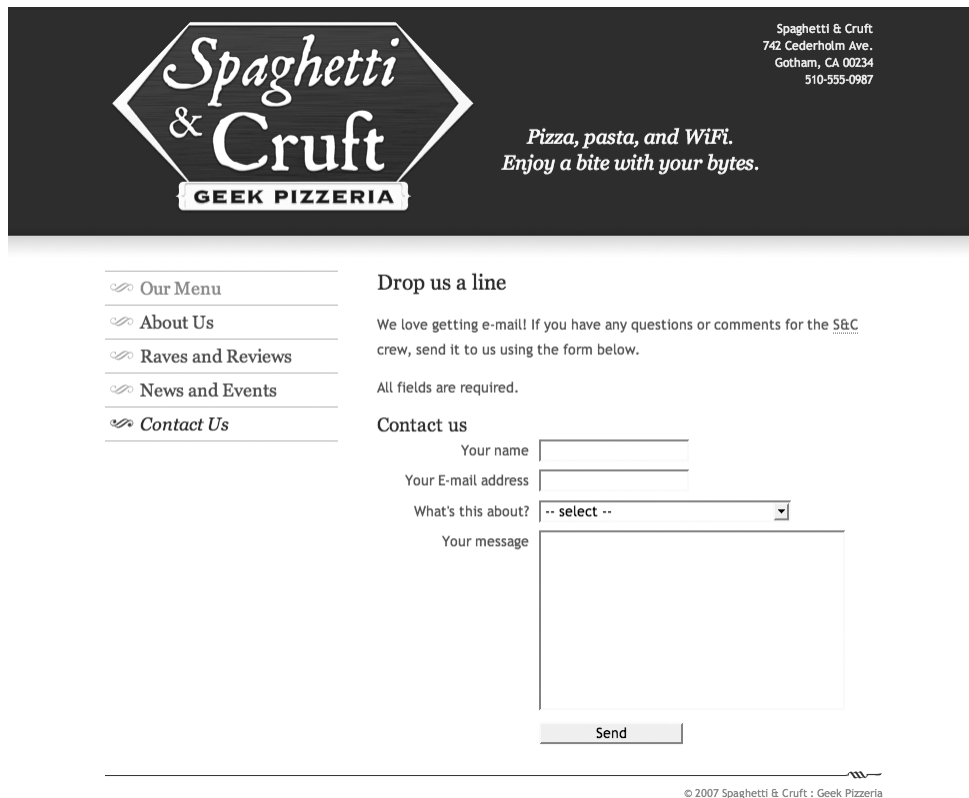 Spaghetti
& Cruft
GEEK PIZZERIA
Spaghetti & Cruft
742 Cederholm Ave.
Gotham, CA 00234
510-555-0987
Pizza, pasta, and WiFi.
Enjoy a bite with your bytes.
Our Menu
About Us
Raves and Reviews
News and Events
Contact Us
Drop us a line
We love getting e-mail! If you have any questions or comments for the S&C
crew, send it to us using the form below.
All fields are required.
Contact us
Your name
Your E-mail address
What's this about? -- select --
Your message
Send
© 2007 Spaghetti & Cruft : Geek Pizzeria